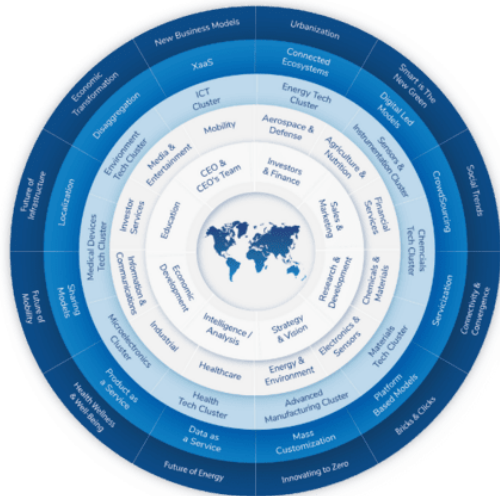 New Business Models
Urbanization
Smart is The
New Green
Social Trends
Connectivity &
Convergence
Bricks & Clicks
Innovating to Zero
Future of Energy
Health Wellness
& Well-Being
Future of
Mobility
Future of
Infrastructure
Economic
Transformation
XaaS
Connected
Ecosystems
Digital Led
Models
CrowdSourcing
Servicization
Platform
Based Models
Mass
Customization
Data as
a Service
Product as
a Service
Sharing
Models
Localization
Disaggregation
ICT
Cluster
Energy Tech
Cluster
Sensors &
Instrumentation Cluster
Chemcials
Tech Cluster
Materials
Tech Cluster
Advanced
Manufacturing Cluster
Health
Tech Cluster
Microelectronics
Cluster
Medical Devices
Tech Cluster
Environment
Tech Cluster
Mobility
Aerospace &
Defense
Agriculture &
Nutrition
Financial
Services
Chemicals &
Materials
Electronics &
Sensors
Energy &
Environment
Healthcare
Industrial
Information &
Communications
Investor
Services
Media &
Entertainment
CEO &
CEO's Team
Investors
& Finance
Sales &
Marketing
Research &
Development
Strategy
& Vision
Intelligence /
Analysis
Economic
Development
Education